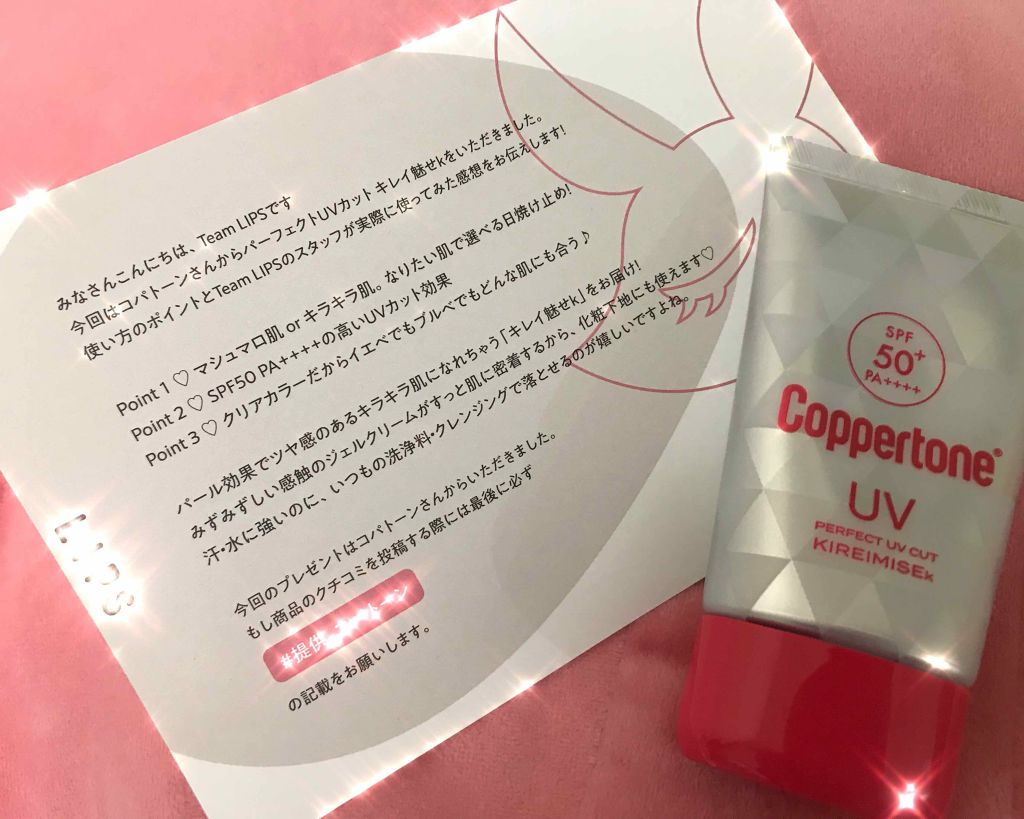 みなさんこんにちは、Team LIPSです
今回はコパトーンさんからパーフェクトUVカット キレイ魅せkをいただきました。
使い方のポイントとTeam LIPSのスタッフが実際に使ってみた感想をお伝えします!
Point 1 ♡ マシュマロ肌 or キラキラ肌。なりたい肌で選べる日焼け止め!
Point 2 ♡ SPF50 PA++++の高いUVカット効果
Point 3 ♡ クリアカラーだからイエベでもブルベでもどんな肌にも合う♪
パール効果でツヤ感のあるキラキラ肌になれちゃう「キレイ魅せk」をお届け!
みずみずしい感触のジェルクリームがすっと肌に密着するから、化粧下地にも使えます♡
汗・水に強いのに、いつもの洗浄料・クレンジングで落とせるのが嬉しいですよね。
今回のプレゼントはコパトーンさんからいただきました。
もし商品のクチコミを投稿する際には最後に必ず
#提供_コパトーン
の記載をお願いします。
LIPS
SPF
50+
PA++++
Coppertone®
UV
PERFECT UV CUT
KIREIMISEk